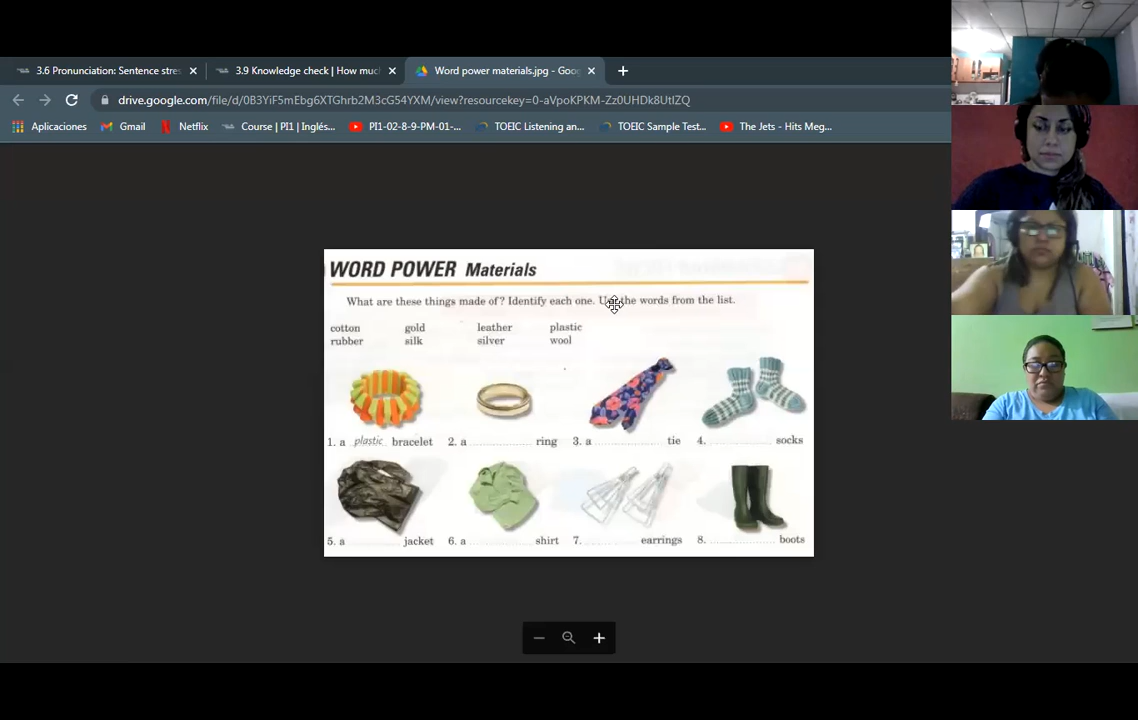 3.6 Pronunciation: Sentence stre
3.9 Knowledge check | How muc
Word power materials.jpg - Goo
drive.google.com/file/d/0B3YiF5mEbg6XTGhrb2M3cG54YXM/view?resourcekey=0-aVpoKPKM-Zz0UHDk8UtIZQ
Aplicaciones
Gmail
Netflix
Course | PI1 | Inglés...
PI1-02-8-9-PM-01-...
TOEIC Listening an...
TOEIC Sample Test...
The Jets - Hits Meg...
WORD POWER Materials
What are these things made of? Identify each one. Use the words from the list.
cotton gold leather plastic
rubber silk silver wool
1. a plastic bracelet 2. a ring 3. a tie 4. socks
5. a jacket 6. a shirt 7. earrings 8. boots